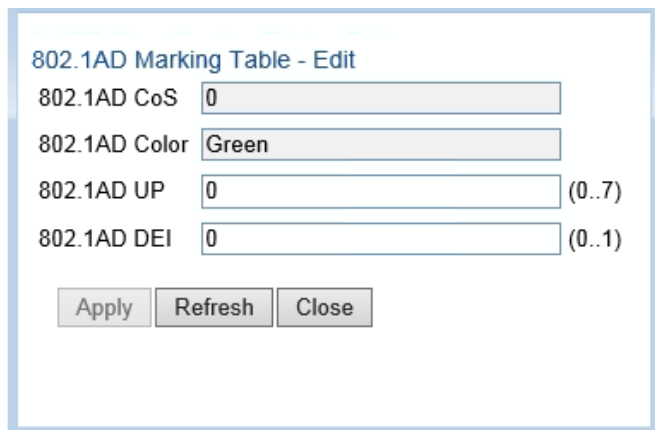 802.1AD Marking Table - Edit
802.1AD CoS 0
802.1AD Color Green
802.1AD UP 0 (0..7)
802.1AD DEI 0 (0..1)
Apply Refresh Close